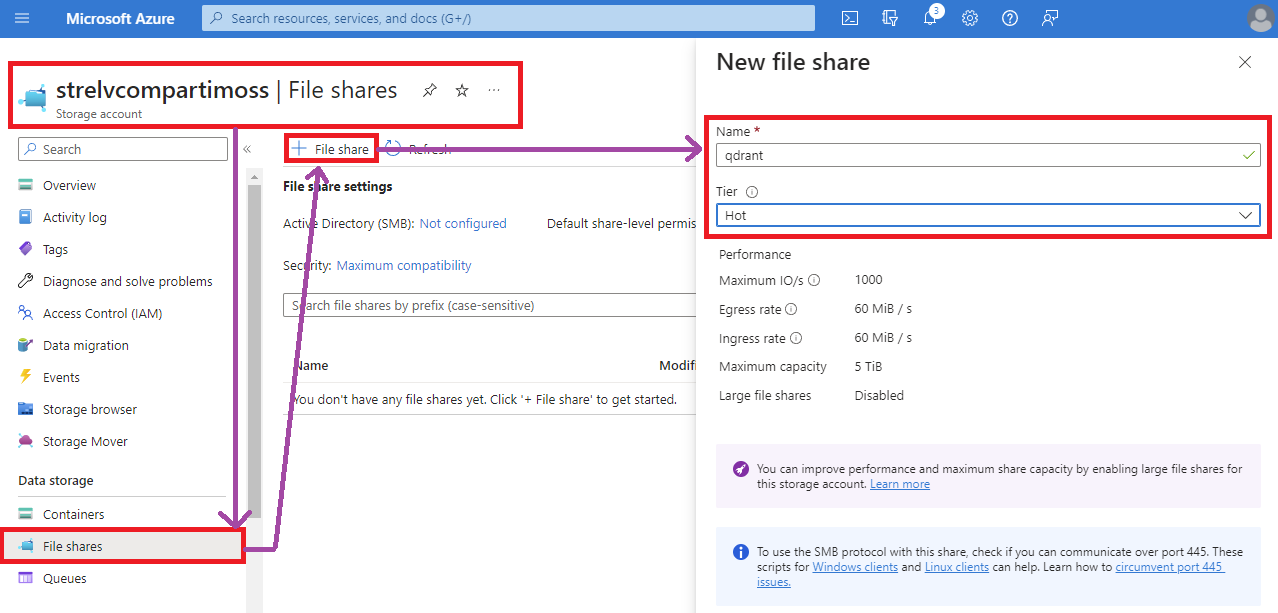 Microsoft Azure
Search resources, services, and docs (G+/)
3
strelvcompartimoss | File shares
Storage account
Search
Overview
Activity log
Tags
Diagnose and solve problems
Access Control (IAM)
Data migration
Events
Storage browser
Storage Mover
Data storage
Containers
File shares
Queues
File share
Refresh
File share settings
Active Directory (SMB): Not configured
Default share-level permis
Security: Maximum compatibility
Search file shares by prefix (case-sensitive)
Name
Modifi
You don't have any file shares yet. Click '+ File share' to get started.
New file share
Name *
qdrant
Tier
Hot
Performance
Maximum IO/s 1000
Egress rate 60 MiB / s
Ingress rate 60 MiB / s
Maximum capacity 5 TiB
Large file shares Disabled
You can improve performance and maximum share capacity by enabling large file shares for
this storage account. Learn more
To use the SMB protocol with this share, check if you can communicate over port 445. These
scripts for Windows clients and Linux clients can help. Learn how to circumvent port 445
issues.